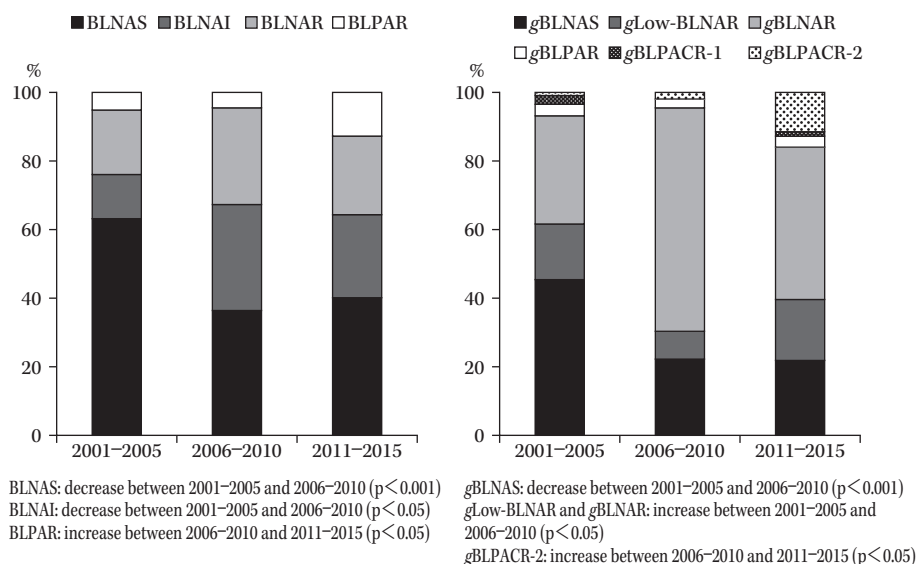 BLNAS BLNAI BLNAR BLPAR
%
100
80
60
40
20
0
2001–2005 2006–2010 2011–2015
BLNAS: decrease between 2001–2005 and 2006–2010 (p<0.001)
BLNAI: decrease between 2001–2005 and 2006–2010 (p<0.05)
BLPAR: increase between 2006–2010 and 2011–2015 (p<0.05)
gBLNAS gLow-BLNAR gBLNAR
gBLPAR gBLPACR-1 gBLPACR-2
%
100
80
60
40
20
0
2001–2005 2006–2010 2011–2015
gBLNAS: decrease between 2001–2005 and 2006–2010 (p<0.001)
gLow-BLNAR and gBLNAR: increase between 2001–2005 and
2006–2010 (p<0.05)
gBLPACR-2: increase between 2006–2010 and 2011–2015 (p<0.05)